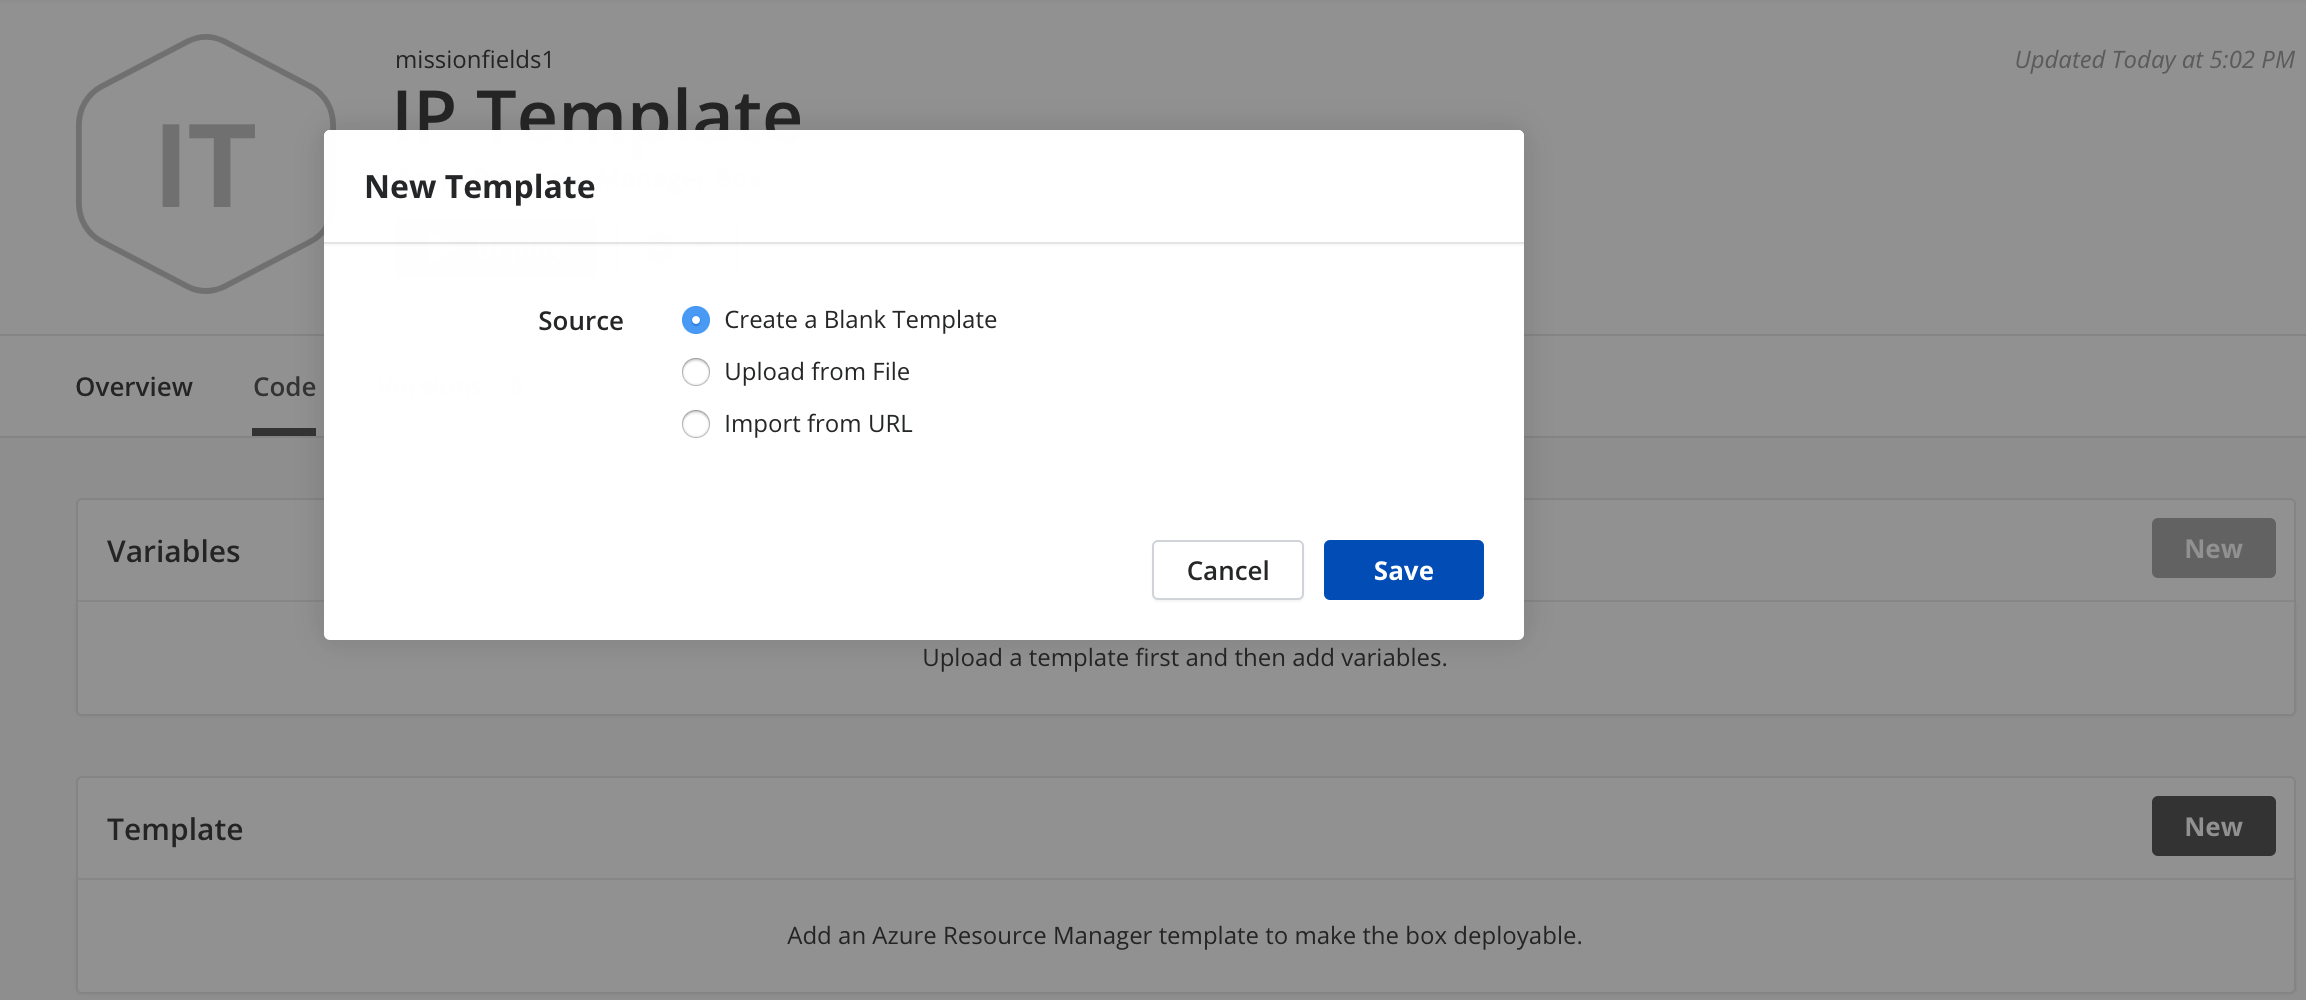 missionfields1
Updated Today at 5:02 PM
IT
IP Template
New Template
Source
Create a Blank Template
Upload from File
Import from URL
Overview
Code
Cancel
Save
Variables
New
Upload a template first and then add variables.
Template
New
Add an Azure Resource Manager template to make the box deployable.